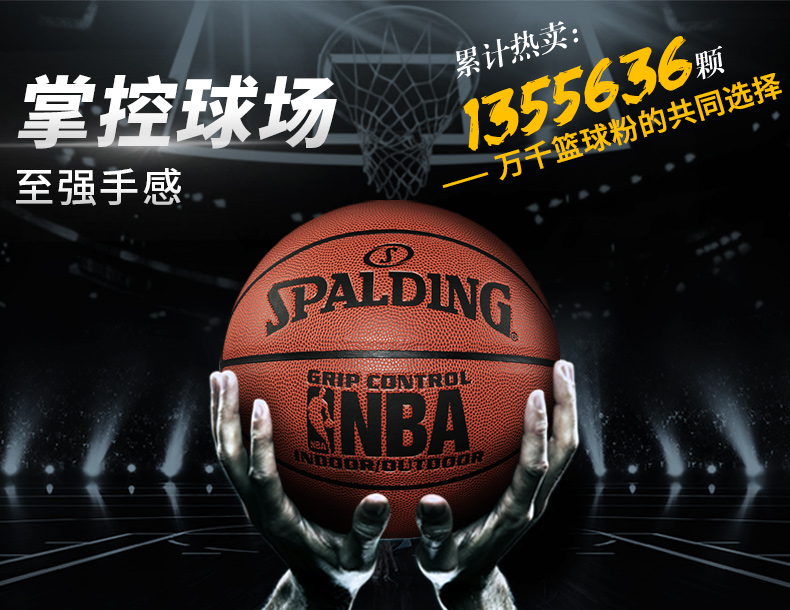 掌控球场
至强手感
累计热卖：
1355636颗
—— 万千篮球粉的共同选择
S
SPALDING®
GRIP CONTROL
NBA
NBA
INDOOR/OUTDOOR